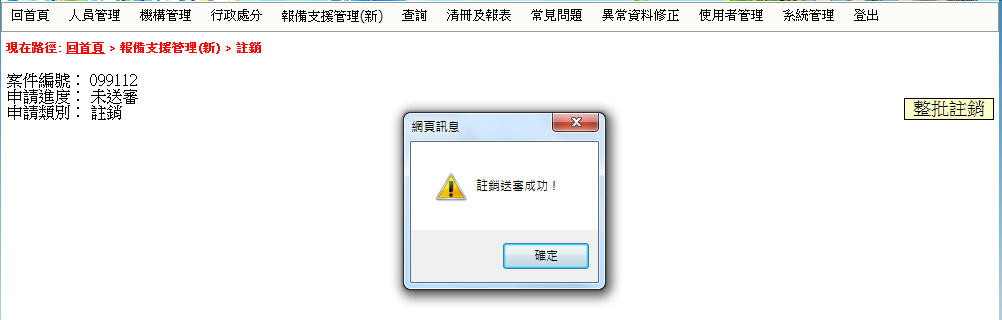 回首頁 人員管理 機構管理 行政處分 報備支援管理(新) 查詢 清冊及報表 常見問題 異常資料修正 使用者管理 系統管理 登出
現在路徑: 回首頁 > 報備支援管理(新) > 註銷
案件編號： 099112
申請進度： 未送審
申請類別： 註銷
整批註銷
網頁訊息
註銷送審成功！
確定